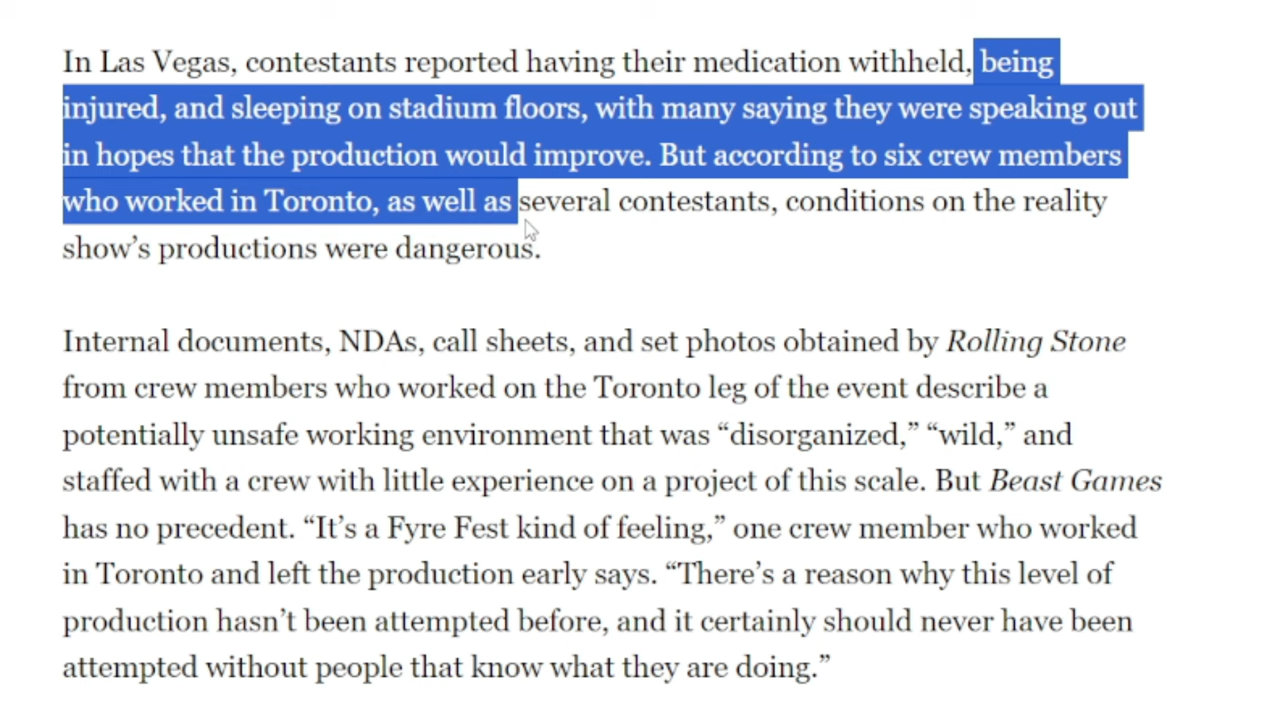 In Las Vegas, contestants reported having their medication withheld, being
injured, and sleeping on stadium floors, with many saying they were speaking out
in hopes that the production would improve. But according to six crew members
who worked in Toronto, as well as several contestants, conditions on the reality
show’s productions were dangerous.
Internal documents, NDAs, call sheets, and set photos obtained by Rolling Stone
from crew members who worked on the Toronto leg of the event describe a
potentially unsafe working environment that was “disorganized,” “wild,” and
staffed with a crew with little experience on a project of this scale. But Beast Games
has no precedent. “It’s a Fyre Fest kind of feeling,” one crew member who worked
in Toronto and left the production early says. “There’s a reason why this level of
production hasn’t been attempted before, and it certainly should never have been
attempted without people that know what they are doing.”